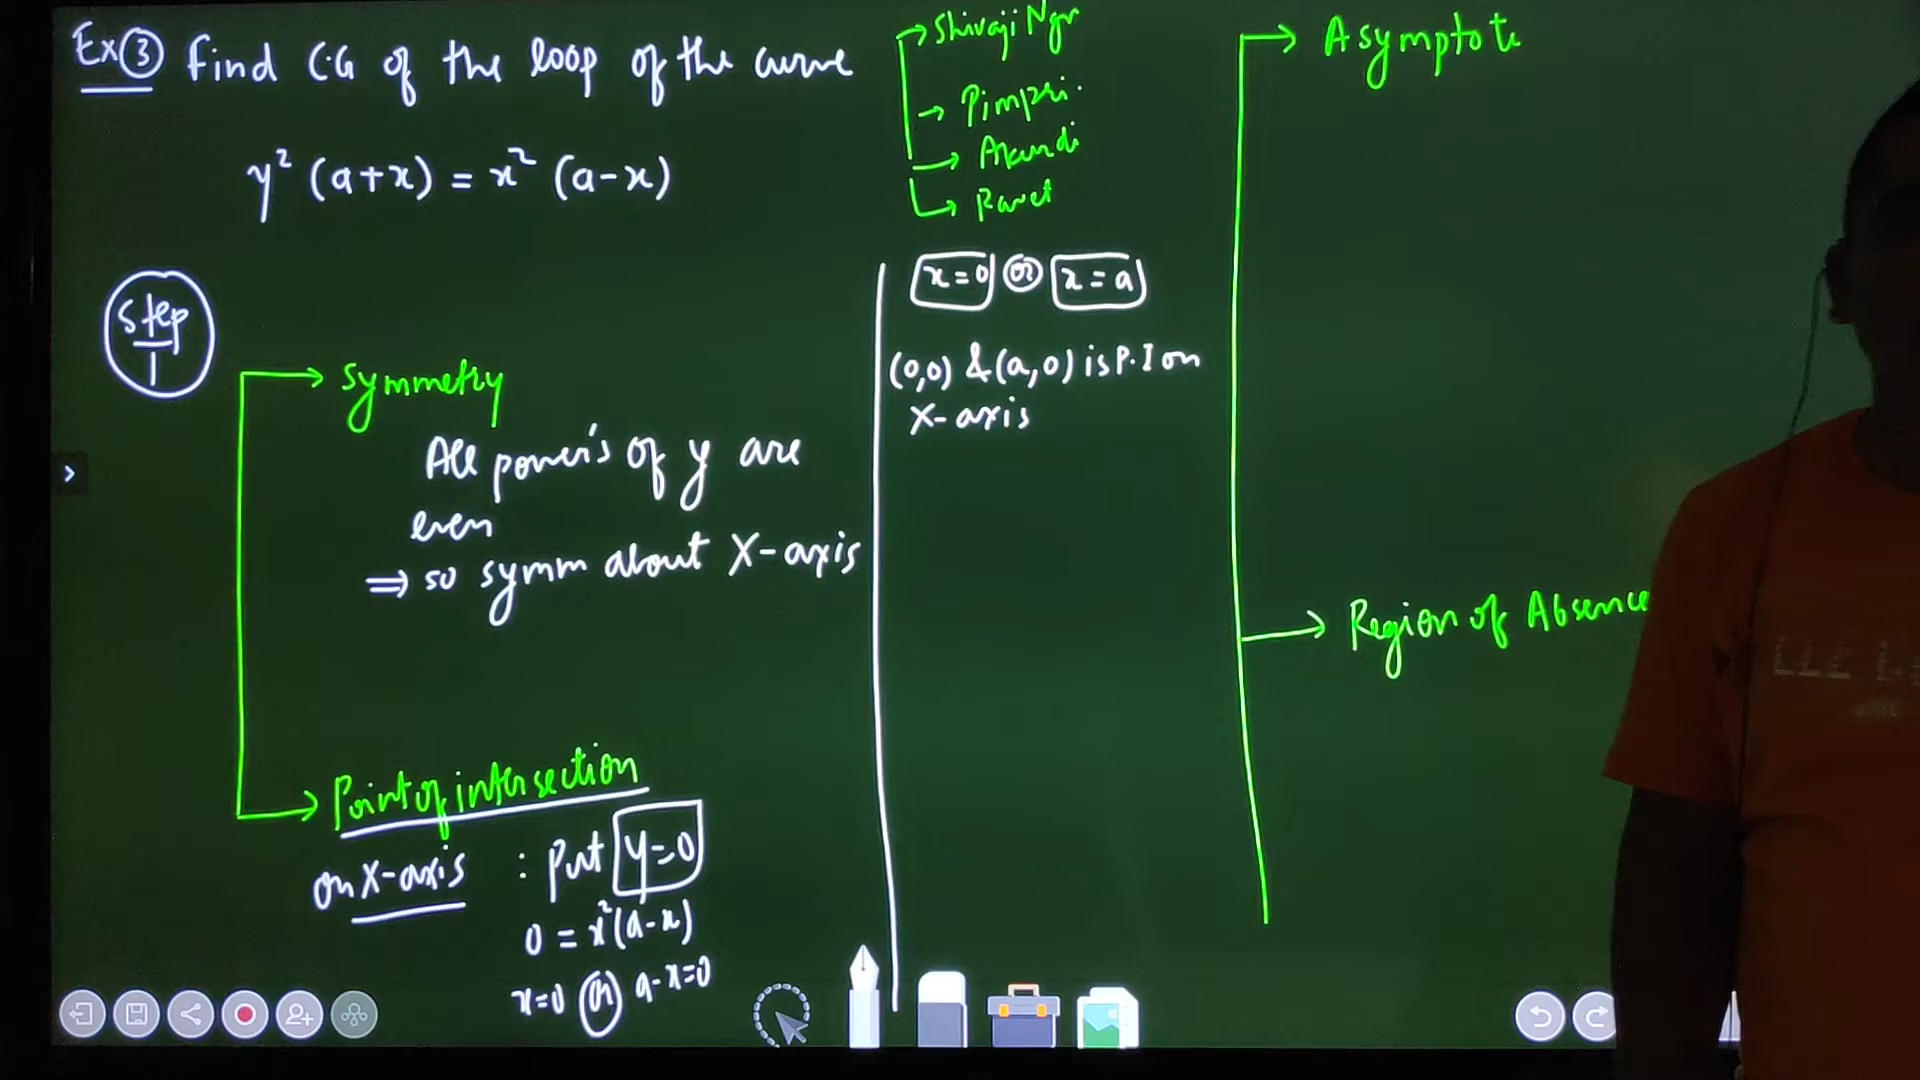 Ex③ Find C.G of the loop of the curve
y² (a+x) = x² (a-x)
Step
1
Symmetry
All power's of y are
even
⇒ so symm about X-axis
Point of intersection
on X-axis : put y=0
0 = x²(a-x)
x=0 or a-x=0
→ Shivaji Ngr
→ Pimpri.
→ Akurdi
→ Ravet
x=0 or x=a
(0,0) & (a,0) is P.I on
X-axis
→ Asymptote
→ Region of Absence